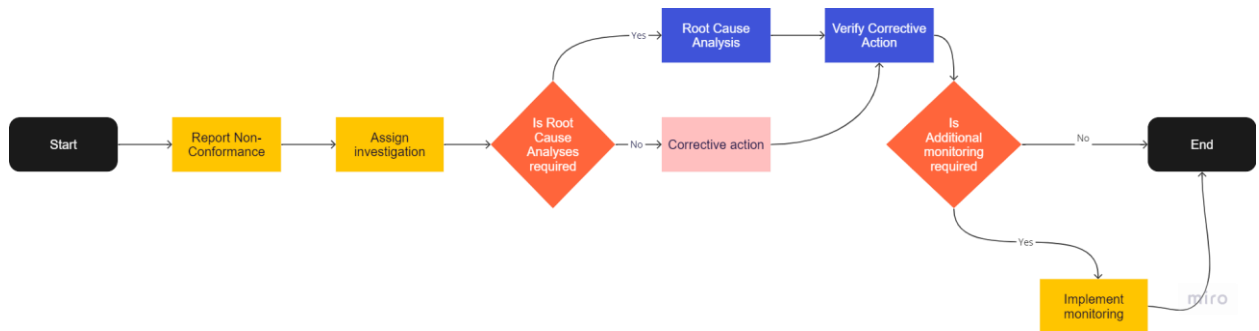 Start
Report Non-
Conformance
Assign
investigation
Is Root
Cause
Analyses
required
Yes
Root Cause
Analysis
Verify Corrective
Action
No
Corrective action
Is
Additional
monitoring
required
No
End
Yes
Implement
monitoring
miro